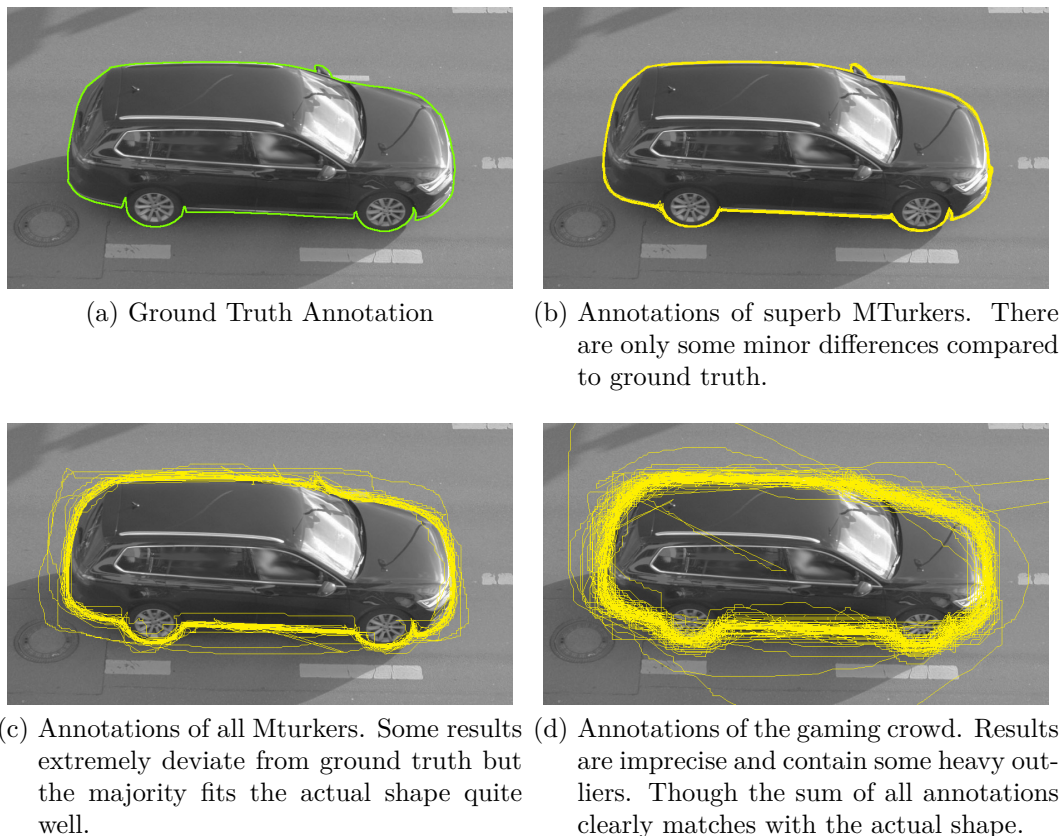 (a) Ground Truth Annotation
(b) Annotations of superb MTurkers. There
are only some minor differences compared
to ground truth.
(c) Annotations of all Mturkers. Some results
extremely deviate from ground truth but
the majority fits the actual shape quite
well.
(d) Annotations of the gaming crowd. Results
are imprecise and contain some heavy out-
liers. Though the sum of all annotations
clearly matches with the actual shape.